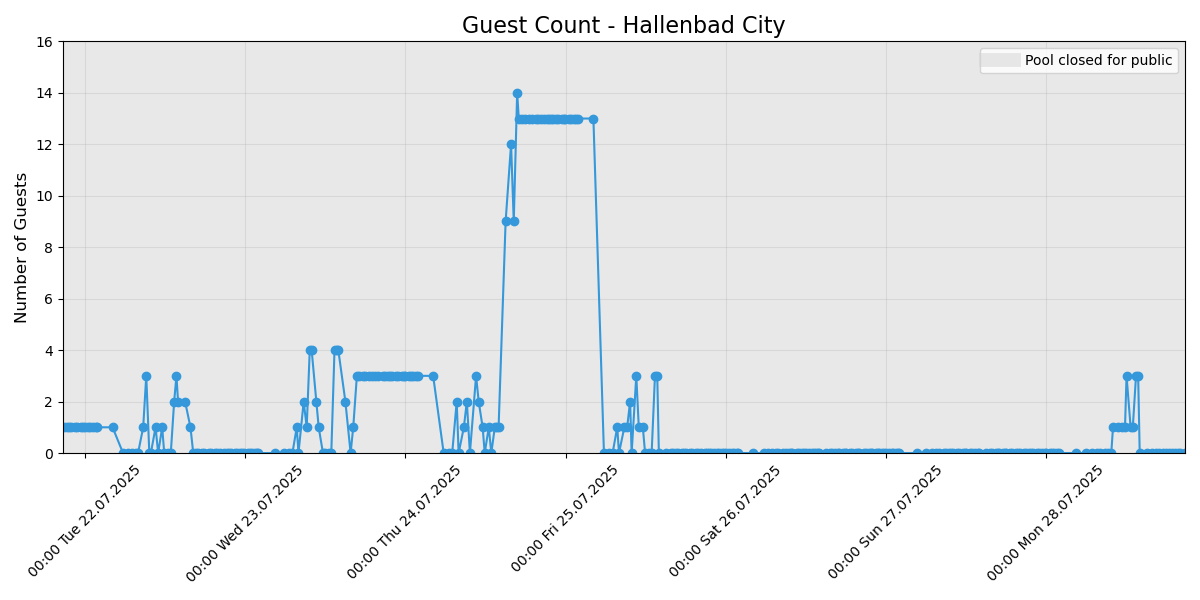 Guest Count - Hallenbad City
Pool closed for public
Number of Guests
16
14
12
10
8
6
4
2
0
00:00 Tue 22.07.2025
00:00 Wed 23.07.2025
00:00 Thu 24.07.2025
00:00 Fri 25.07.2025
00:00 Sat 26.07.2025
00:00 Sun 27.07.2025
00:00 Mon 28.07.2025